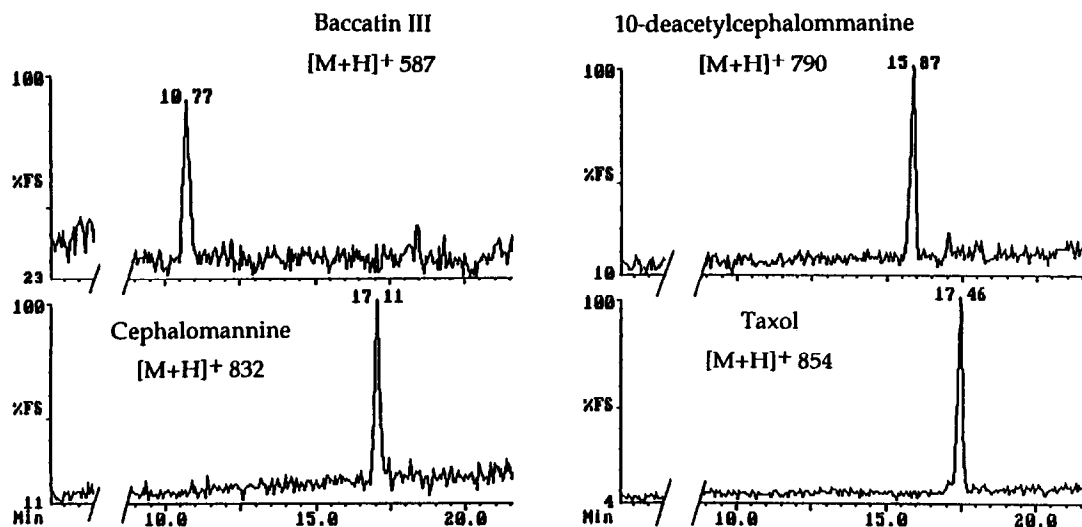 Baccatin III
[M+H]+ 587
100
10.77
%FS
23
10-deacetylcephalommanine
[M+H]+ 790
100
15.87
%FS
10
Cephalomannine
[M+H]+ 832
100
17.11
%FS
11
Min
10.0
15.0
20.0
Taxol
[M+H]+ 854
100
17.46
%FS
4
Min
10.0
15.0
20.0